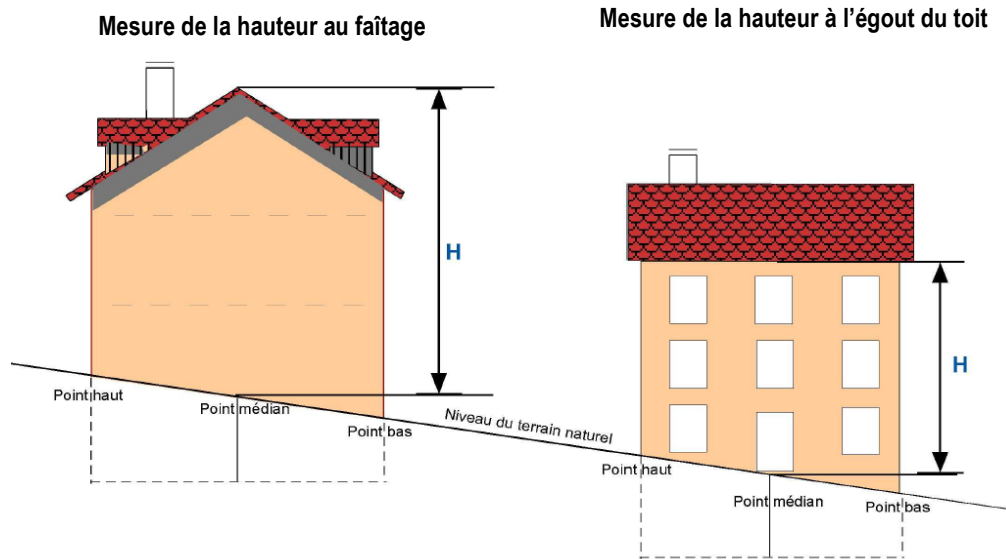 Mesure de la hauteur au faîtage
Mesure de la hauteur à l'égout du toit
H
Point haut
Point médian
Point bas
Niveau du terrain naturel
H
Point haut
Point médian
Point bas